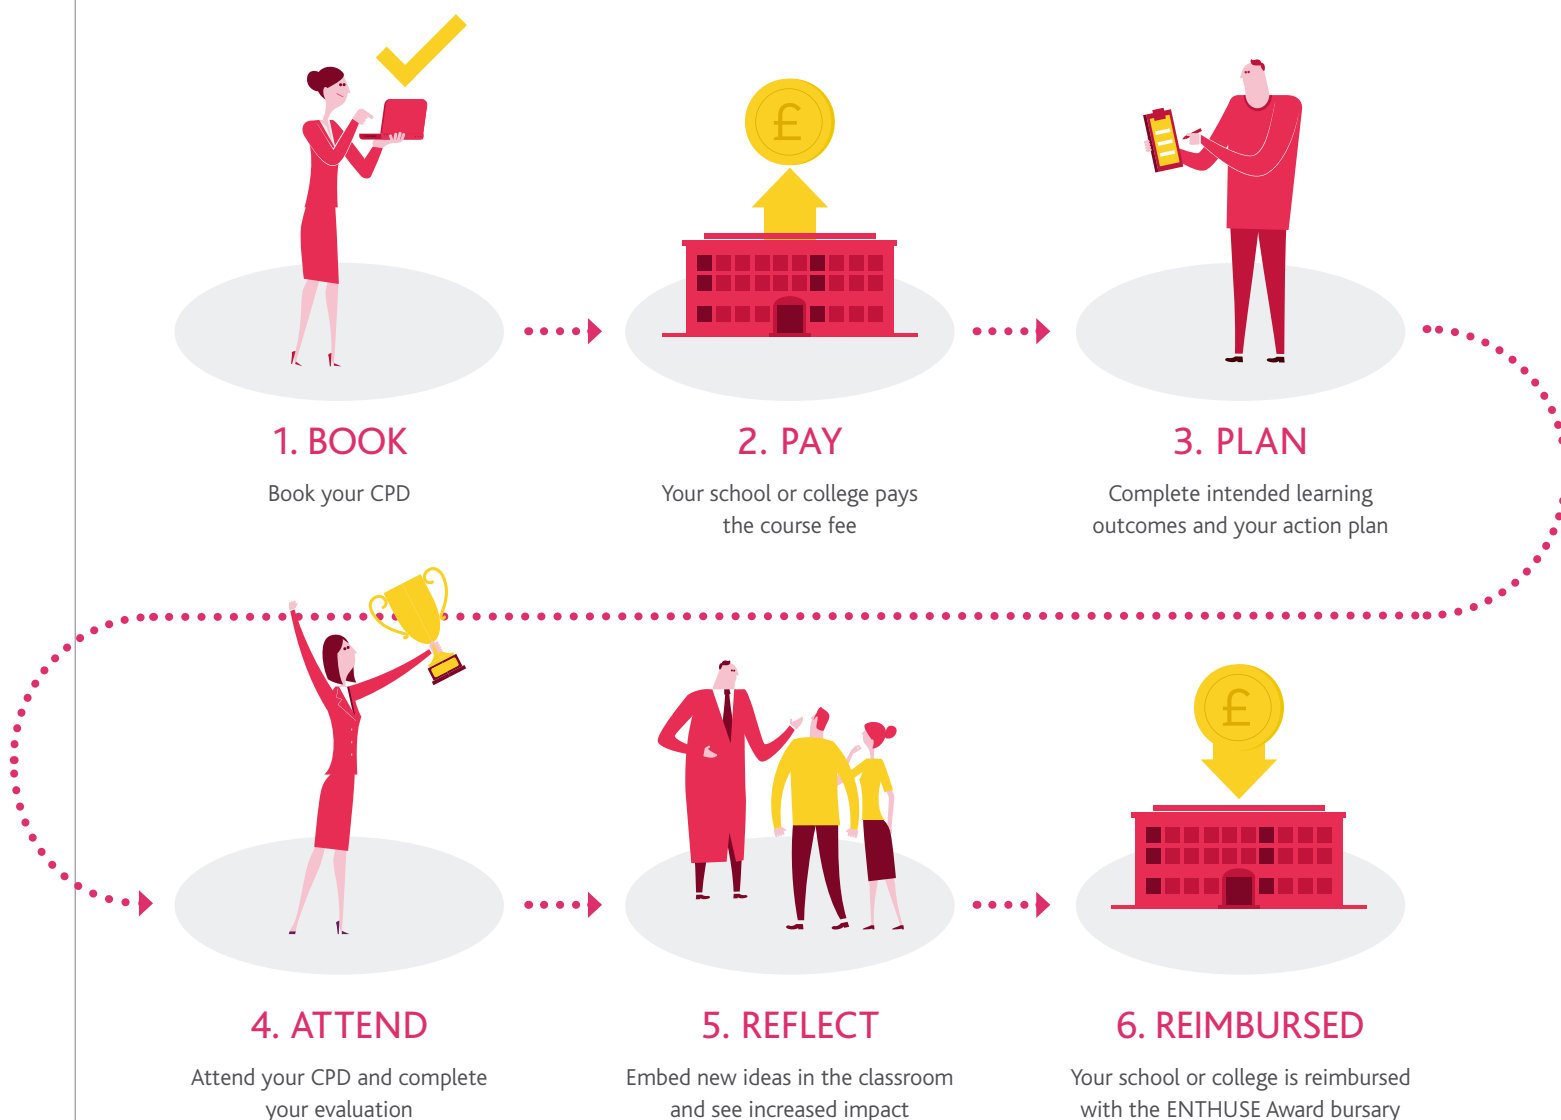 £
1. BOOK
Book your CPD
2. PAY
Your school or college pays
the course fee
3. PLAN
Complete intended learning
outcomes and your action plan
4. ATTEND
Attend your CPD and complete
your evaluation
5. REFLECT
Embed new ideas in the classroom
and see increased impact
£
6. REIMBURSED
Your school or college is reimbursed
with the ENTHUSE Award bursary